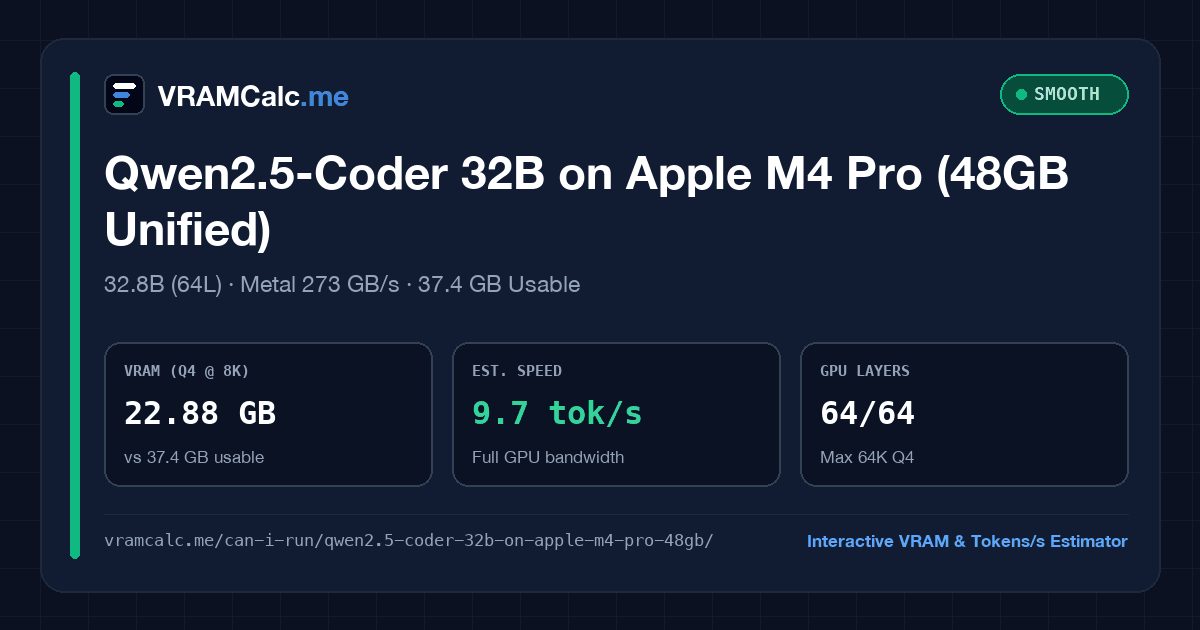 VRAMCalc.me
SMOOTH
Qwen2.5-Coder 32B on Apple M4 Pro (48GB
Unified)
32.8B (64L) · Metal 273 GB/s · 37.4 GB Usable
VRAM (Q4 @ 8K)
22.88 GB
vs 37.4 GB usable
EST. SPEED
9.7 tok/s
Full GPU bandwidth
GPU LAYERS
64/64
Max 64K Q4
vramcalc.me/can-i-run/qwen2.5-coder-32b-on-apple-m4-pro-48gb/
Interactive VRAM & Tokens/s Estimator